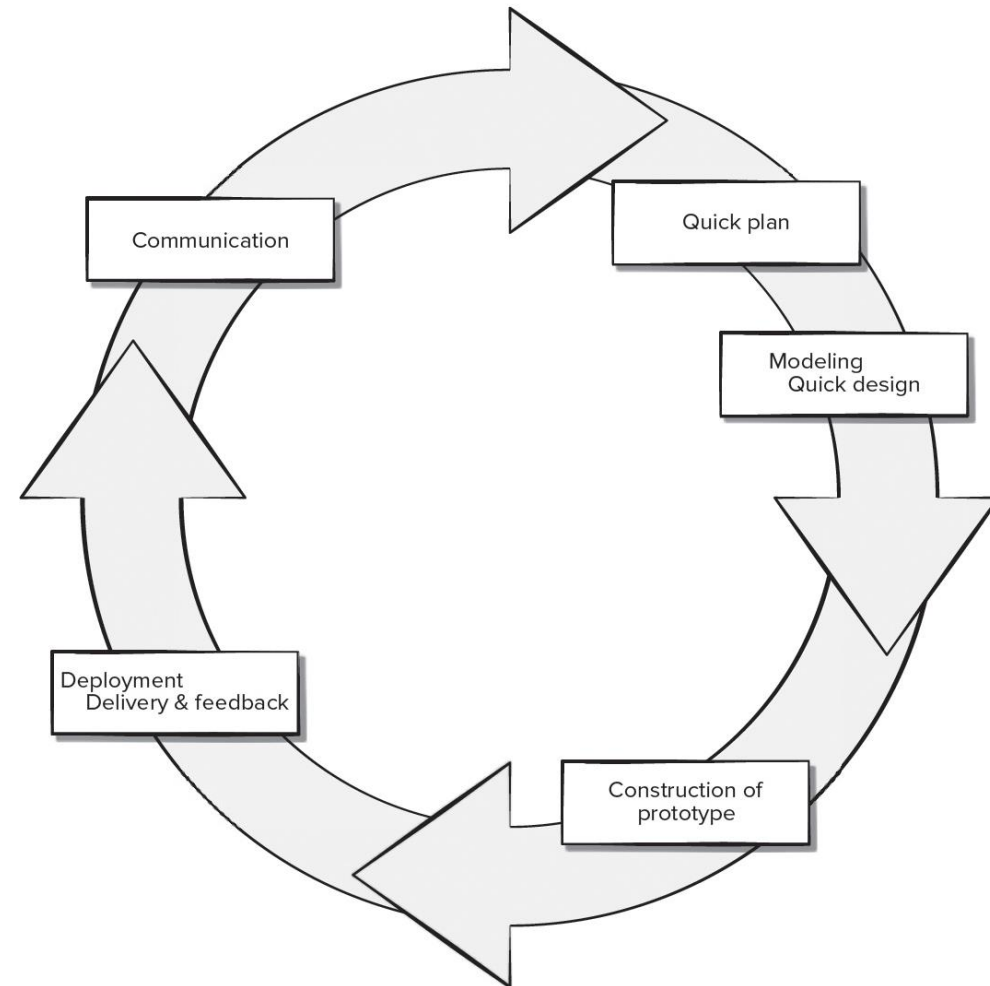 Communication
Quick plan
Modeling
Quick design
Construction of
prototype
Deployment
Delivery & feedback